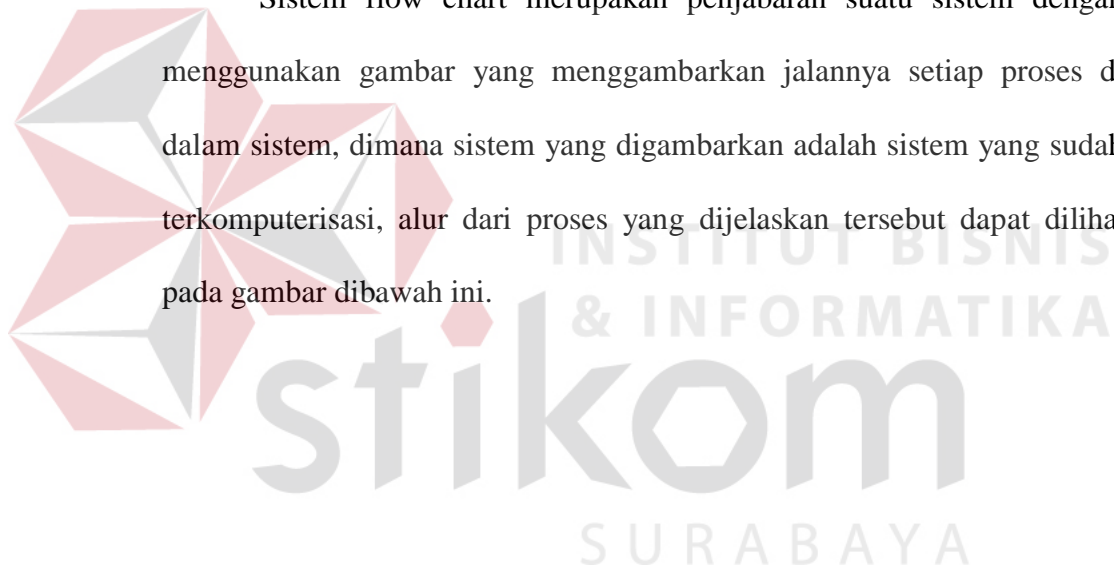 Sistem flow chart merupakan penjabaran suatu sistem
menggunakan gambar yang menggambarkan jalannya setiap proses
dalam sistem, dimana sistem yang digambarkan adalah sistem yang
terkomputerisasi, alur dari proses yang dijelaskan tersebut dapat
pada gambar dibawah ini.
INSTITUT BISNIS
& INFORMATIKA
stikom
SURABAYA